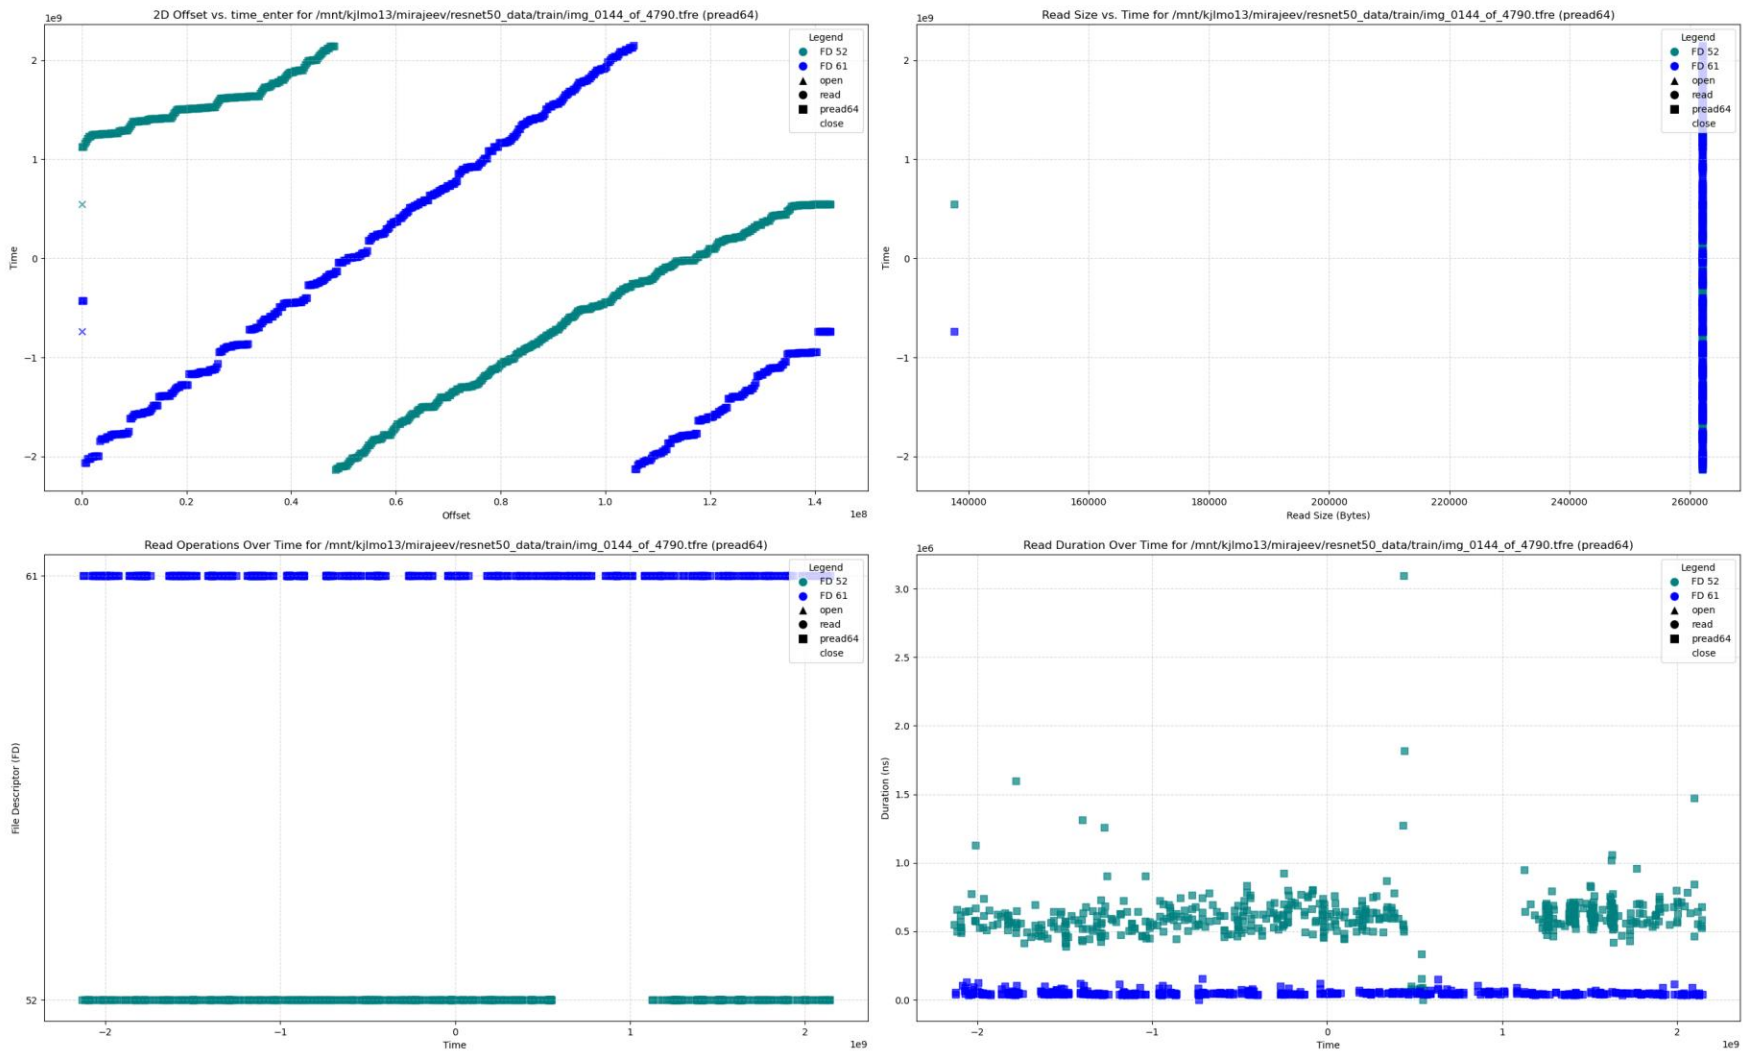 2D Offset vs. time_enter for /mnt/kjlmo13/mirajeev/resnet50_data/train/img_0144_of_4790.tfre (pread64)
1e9
Legend
FD 52
FD 61
open
read
pread64
close
2
1
0
−1
−2
Time
0.0
0.2
0.4
0.6
0.8
1.0
1.2
1.4
1e8
Offset
Read Size vs. Time for /mnt/kjlmo13/mirajeev/resnet50_data/train/img_0144_of_4790.tfre (pread64)
1e9
Legend
FD 52
FD 61
open
read
pread64
close
2
1
0
−1
−2
Time
140000
160000
180000
200000
220000
240000
260000
Read Size (Bytes)
Read Operations Over Time for /mnt/kjlmo13/mirajeev/resnet50_data/train/img_0144_of_4790.tfre (pread64)
Legend
FD 52
FD 61
open
read
pread64
close
61
52
File Descriptor (FD)
−2
−1
0
1
2
1e9
Time
Read Duration Over Time for /mnt/kjlmo13/mirajeev/resnet50_data/train/img_0144_of_4790.tfre (pread64)
1e6
Legend
FD 52
FD 61
open
read
pread64
close
3.0
2.5
2.0
1.5
1.0
0.5
0.0
Duration (ns)
−2
−1
0
1
2
1e9
Time